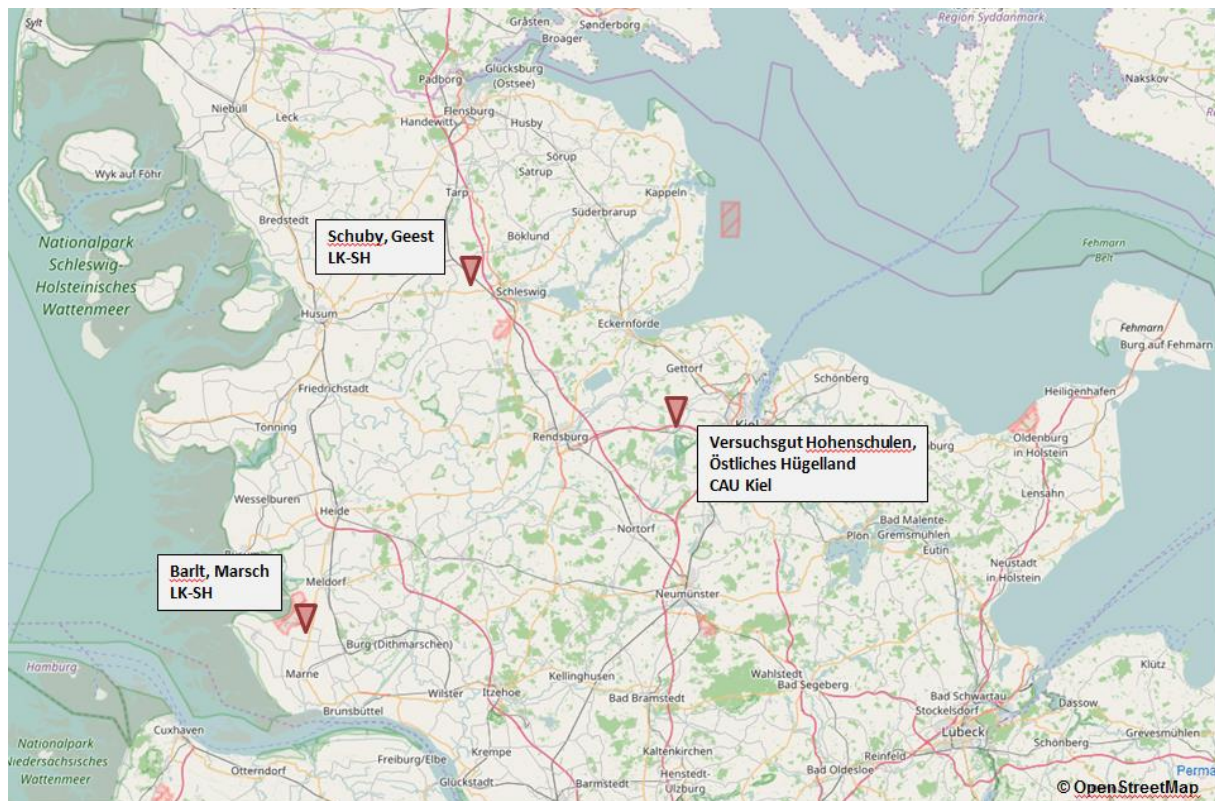 Sylt
Gråsten
Sønderborg
Broager
Region Syddanmark
Nakskov
Padborg
Glücksburg
(Ostsee)
Niebüll
Leck
Handewitt
Flensburg
Husby
Wyk auf Föhr
Sörup
Satrup
Tarp
Kappeln
Bredstedt
Süderbrarup
Schuby, Geest
LK-SH
Böklund
Nationalpark
Schleswig-
Holsteinisches
Wattenmeer
Fehmarn
Belt
Schleswig
Husum
Eckernförde
Fehmarn
Burg auf Fehmarn
Gettorf
Schönberg
Friedrichstadt
Heiligenhafen
Kiel
Tönning
Rendsburg
Versuchsgut Hohenschulen,
Östliches Hügelland
CAU Kiel
Oldenburg
in Holstein
Wesselburen
Heide
Lensahn
Nortorf
Bad Malente-
Gremsmühlen
Plön
Eutin
Barlt, Marsch
LK-SH
Meldorf
Neustadt
in Holstein
Neumünster
Burg (Dithmarschen)
Hamburg
Marne
Kellinghusen
Wahlstedt
Klütz
Wilster
Itzehoe
Bad Bramstedt
Bad Segeberg
Bad Schwartau
Dassow
Brunsbüttel
Stockelsdorf
Cuxhaven
Lübeck
Grevesmühlen
Nationalpark
Niedersächsisches
Wattenmeer
Otterndorf
Freiburg/Elbe
Krempe
Kaltenkirchen
Reinfeld
Schönberg
Glückstadt
Barmstedt
Henstedt-
Ulzburg
Bad Oldesloe
Perma
© OpenStreetMap